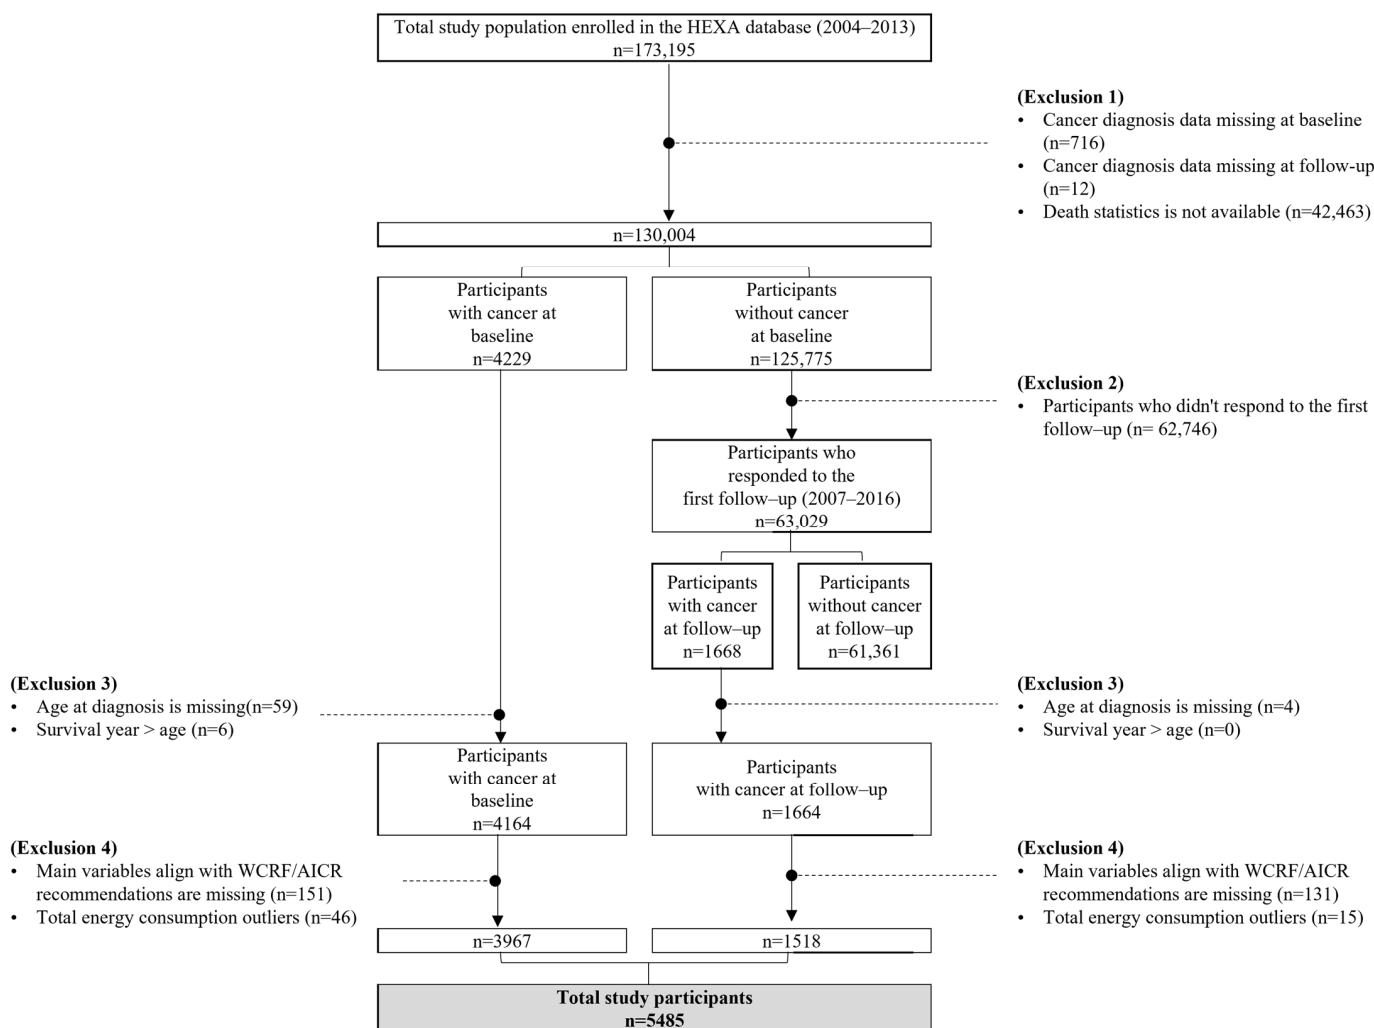 Total study population enrolled in the HEXA database (2004–2013)
n=173,195
(Exclusion 1)
• Cancer diagnosis data missing at baseline
(n=716)
• Cancer diagnosis data missing at follow-up
(n=12)
• Death statistics is not available (n=42,463)
n=130,004
Participants
with cancer at
baseline
n=4229
Participants
without cancer
at baseline
n=125,775
(Exclusion 2)
• Participants who didn't respond to the first
follow–up (n= 62,746)
Participants who
responded to the
first follow–up (2007–2016)
n=63,029
Participants
with cancer
at follow–up
n=1668
Participants
without cancer
at follow–up
n=61,361
(Exclusion 3)
• Age at diagnosis is missing(n=59)
• Survival year > age (n=6)
(Exclusion 3)
• Age at diagnosis is missing (n=4)
• Survival year > age (n=0)
Participants
with cancer at
baseline
n=4164
Participants
with cancer at follow–up
n=1664
(Exclusion 4)
• Main variables align with WCRF/AICR
recommendations are missing (n=151)
• Total energy consumption outliers (n=46)
(Exclusion 4)
• Main variables align with WCRF/AICR
recommendations are missing (n=131)
• Total energy consumption outliers (n=15)
n=3967
n=1518
Total study participants
n=5485